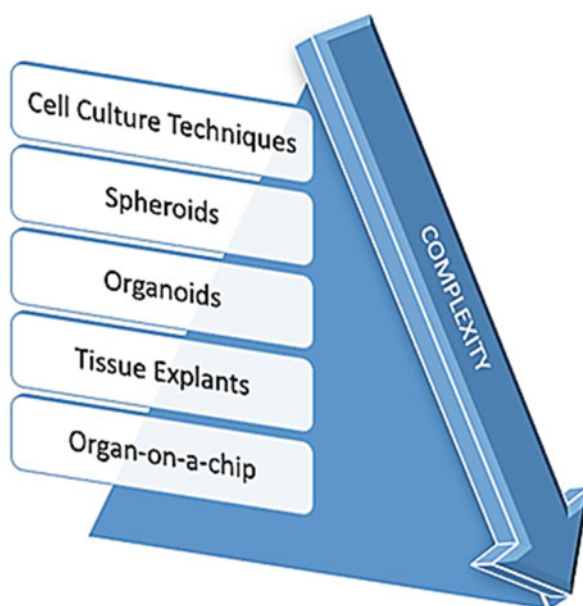 Cell Culture Techniques
Spheroids
Organoids
Tissue Explants
Organ-on-a-chip
COMPLEXITY